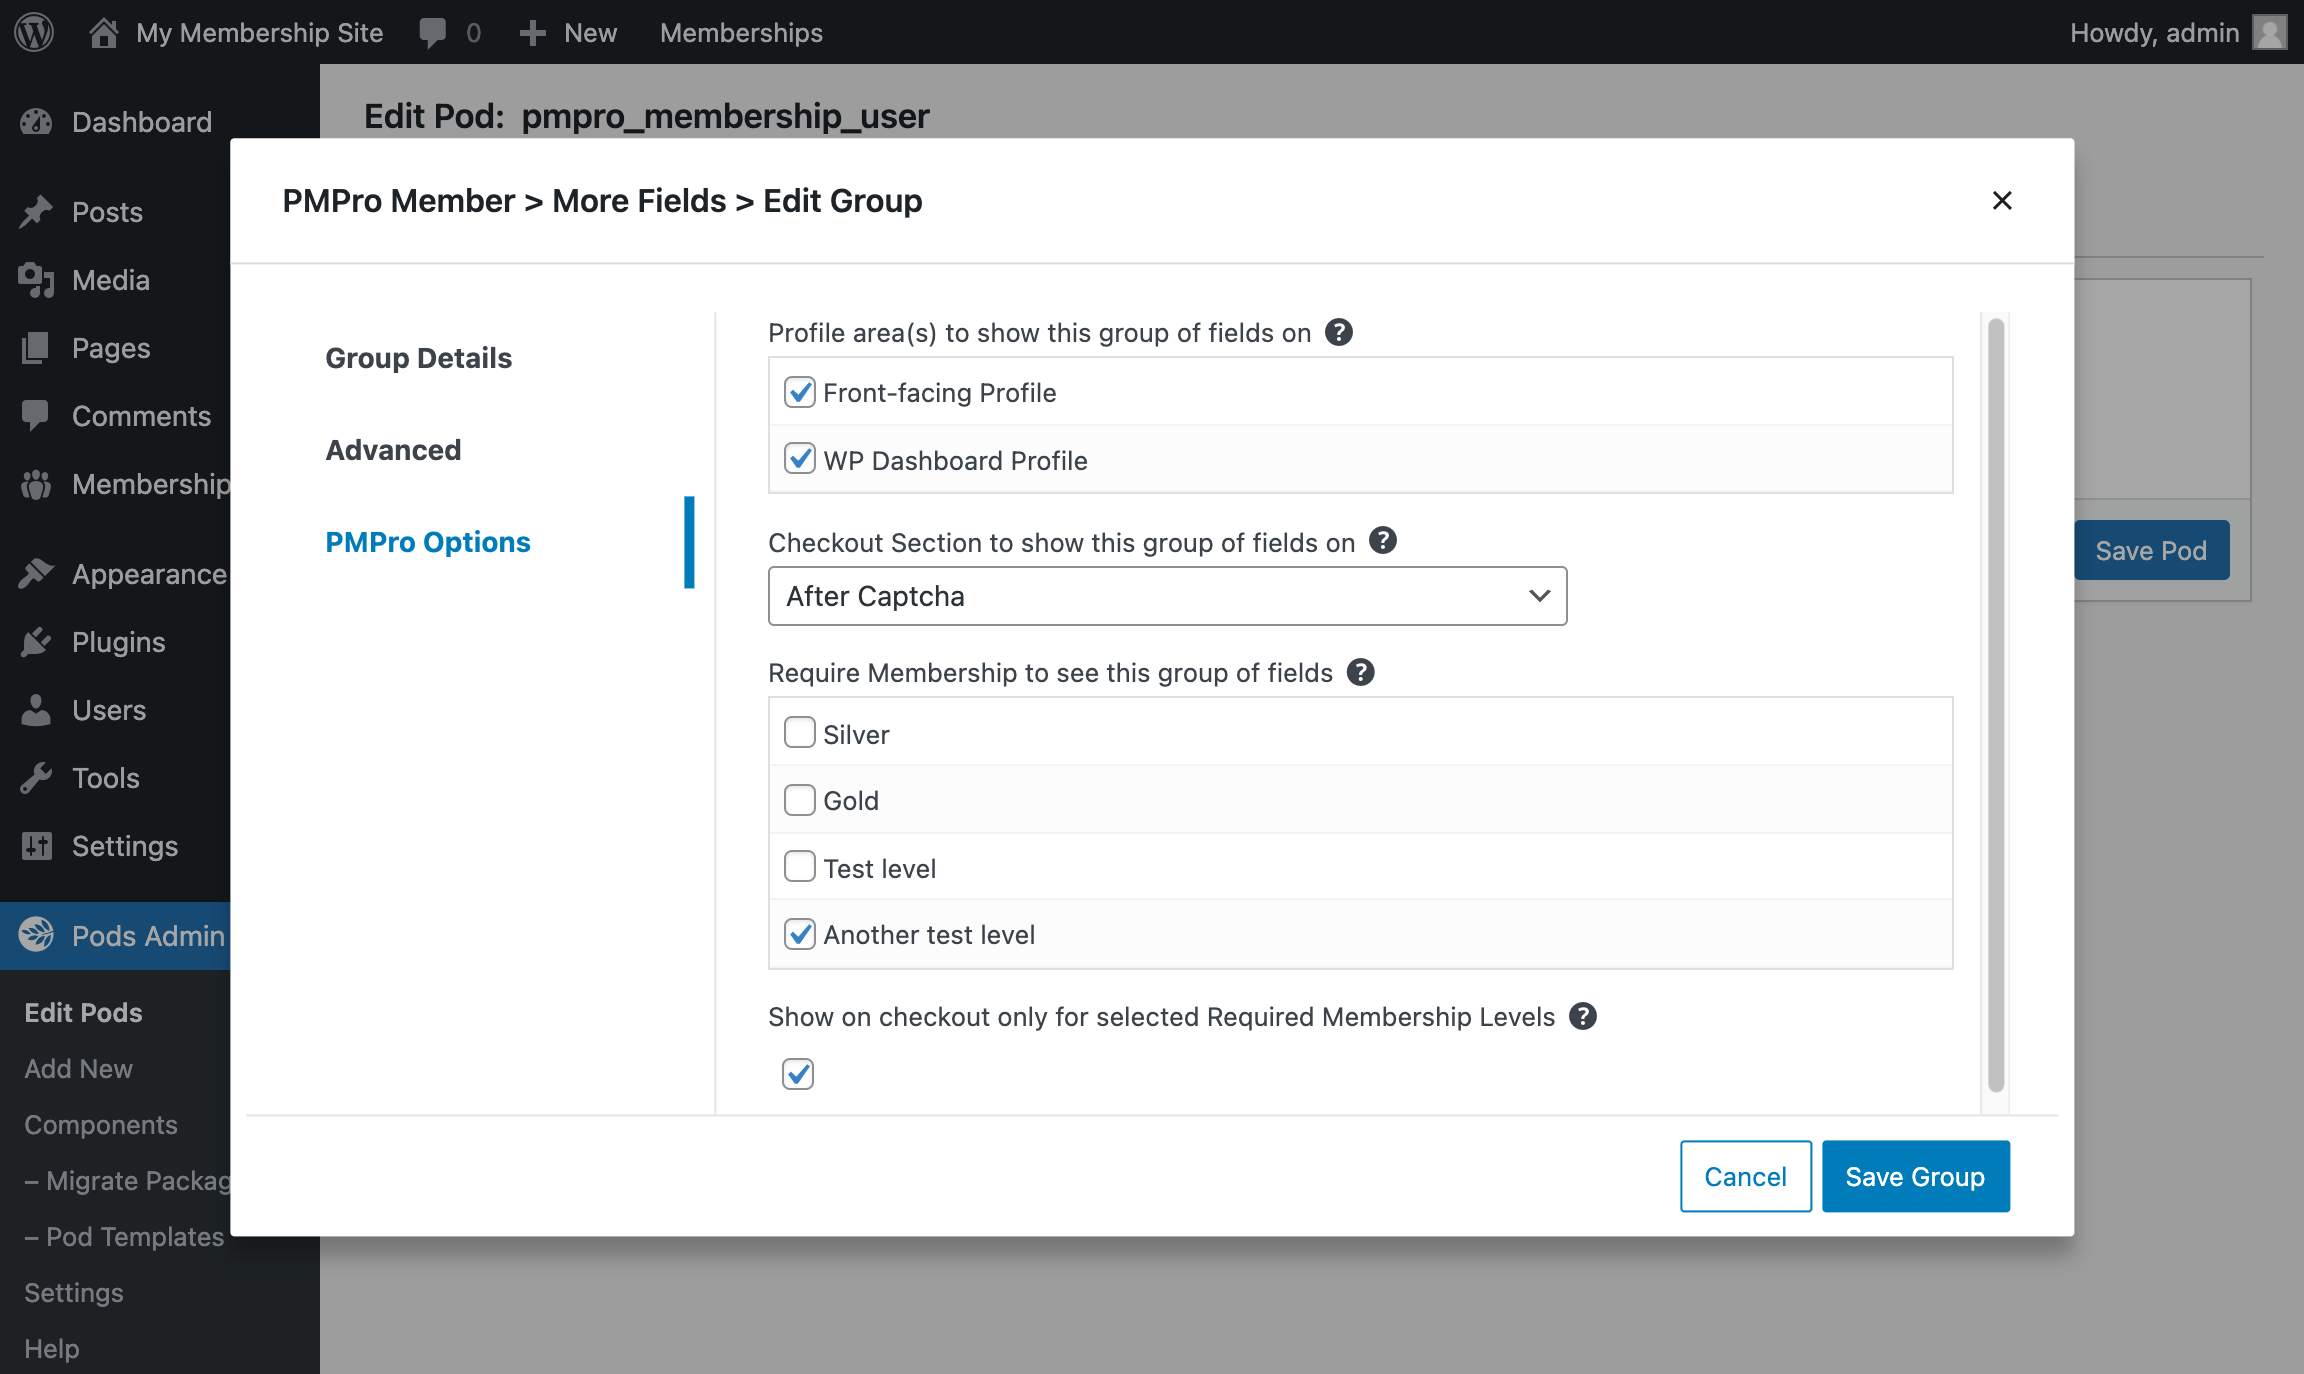 My Membership Site
0
New
Memberships
Howdy, admin
Dashboard
Posts
Media
Pages
Comments
Membership
Appearance
Plugins
Users
Tools
Settings
Pods Admin
Edit Pods
Add New
Components
– Migrate Packag
– Pod Templates
Settings
Help
Edit Pod: pmpro_membership_user
Save Pod
PMPro Member > More Fields > Edit Group
Group Details
Advanced
PMPro Options
Profile area(s) to show this group of fields on ?
Front-facing Profile
WP Dashboard Profile
Checkout Section to show this group of fields on ?
After Captcha
Require Membership to see this group of fields ?
Silver
Gold
Test level
Another test level
Show on checkout only for selected Required Membership Levels ?
Cancel
Save Group